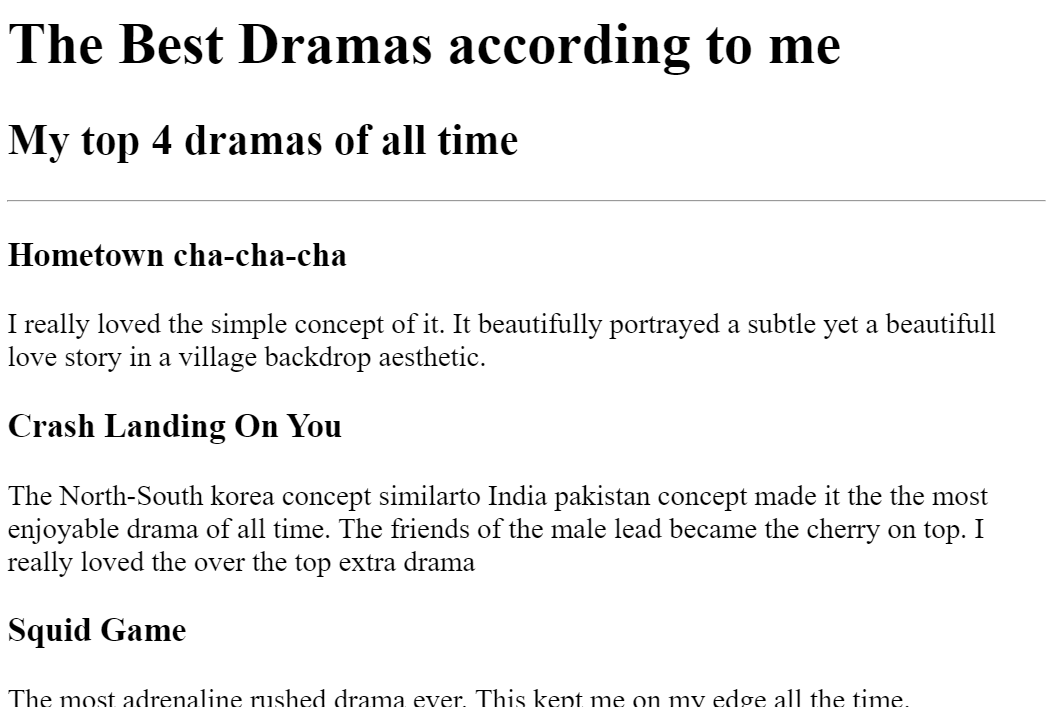 The Best Dramas according to me
My top 4 dramas of all time
Hometown cha-cha-cha
I really loved the simple concept of it. It beautifully portrayed a subtle yet a beautifull
love story in a village backdrop aesthetic.
Crash Landing On You
The North-South korea concept similarto India pakistan concept made it the the most
enjoyable drama of all time. The friends of the male lead became the cherry on top. I
really loved the over the top extra drama
Squid Game
The most adrenaline rushed drama ever. This kept me on my edge all the time.